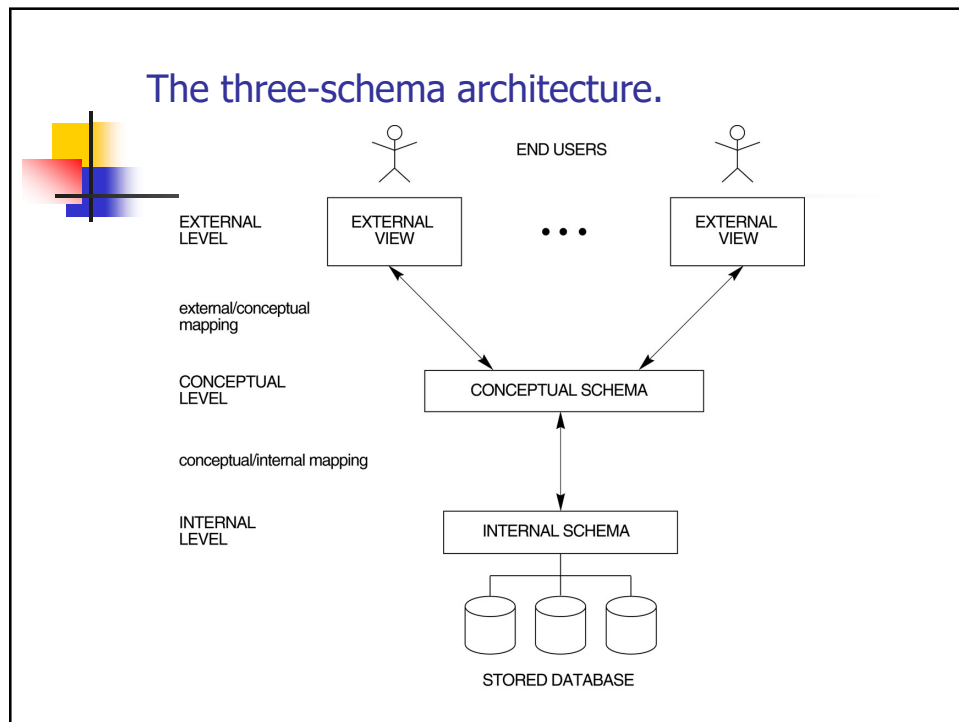 The three-schema architecture.
END USERS
EXTERNAL
LEVEL
EXTERNAL
VIEW
• • •
EXTERNAL
VIEW
external/conceptual
mapping
CONCEPTUAL
LEVEL
CONCEPTUAL SCHEMA
conceptual/internal mapping
INTERNAL
LEVEL
INTERNAL SCHEMA
STORED DATABASE